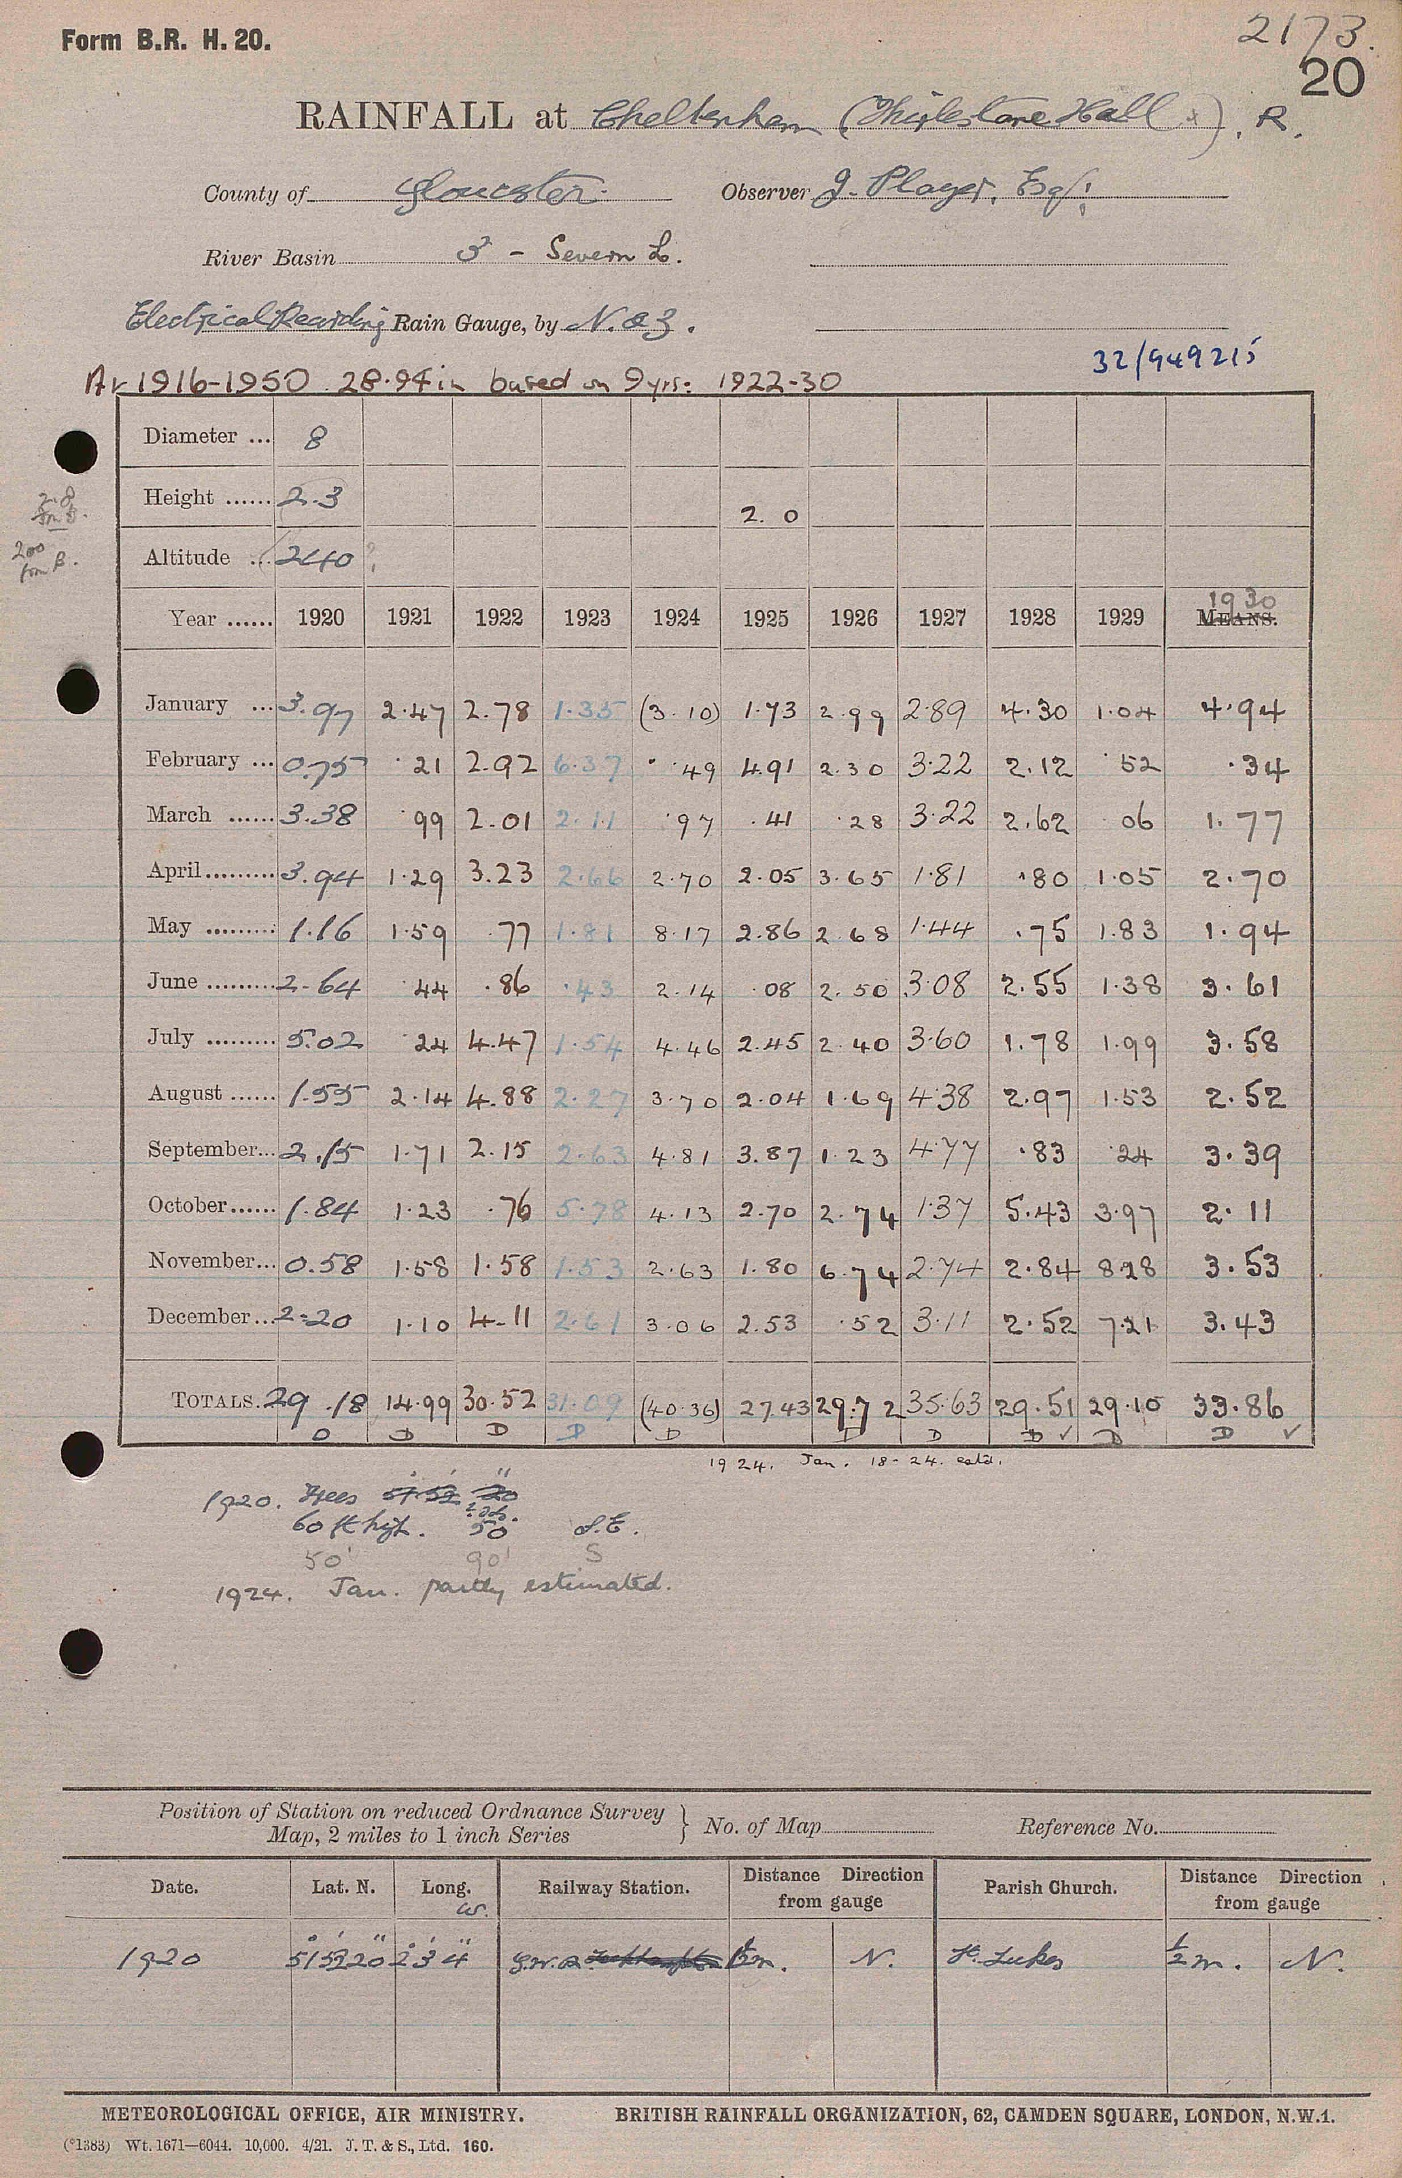 Form B.R. H. 20.
2173.
20
RAINFALL at Cheltenham (Thirlestane Hall x). R.
County of Gloucester. Observer J. Player, Esq:
River Basin 3 - Severn L.
Electrical Recording Rain Gauge, by N. & Z.
32/949215
Av 1916-1950 28.94 in based on 9 yrs: 1922-30
Diameter ... 8
Height ...... 2.3 2.0
2.8
200
from B.
Altitude ... 240 ?
Year ...... 1920 1921 1922 1923 1924 1925 1926 1927 1928 1929 MEANS. 1930
January ... 3.97 2.47 2.78 1.35 (3.10) 1.73 2.99 2.89 4.30 1.04 4.94
February ... 0.75 .21 2.92 6.37 .49 4.91 2.30 3.22 2.12 .52 .34
March ...... 3.38 .99 2.01 2.11 .97 .41 .28 3.22 2.62 .06 1.77
April ......... 3.94 1.29 3.23 2.66 2.70 2.05 3.65 1.81 .80 1.05 2.70
May ......... 1.16 1.59 .77 1.81 8.17 2.86 2.68 1.44 .75 1.83 1.94
June ......... 2.64 .44 .86 .43 2.14 .08 2.50 3.08 2.55 1.38 3.61
July ......... 5.02 .24 4.47 1.54 4.46 2.45 2.40 3.60 1.78 1.99 3.58
August ...... 1.55 2.14 4.88 2.27 3.70 2.04 1.69 4.38 2.97 1.53 2.52
September... 2.15 1.71 2.15 2.63 4.81 3.87 1.23 4.77 .83 .24 3.39
October ...... 1.84 1.23 .76 5.78 4.13 2.70 2.74 1.37 5.43 3.97 2.11
November... 0.58 1.58 1.58 1.53 2.63 1.80 6.74 2.74 2.84 8.28 3.53
December... 2.20 1.10 4.11 2.61 3.06 2.53 .52 3.11 2.52 7.21 3.43
TOTALS. 29.18 14.99 30.52 31.09 (40.36) 27.43 29.72 35.63 29.51 29.10 33.86
D D D D D D D D ✓ D D ✓
1924. Jan. 18-24. estd.
1920. Trees 51 52 20
60 ft high. 50 S.E.
50' 90' S
1924. Jan. partly estimated.
Position of Station on reduced Ordnance Survey
Map, 2 miles to 1 inch Series } No. of Map Reference No.
Date. Lat. N. Long. W. Railway Station. Distance Direction from gauge Parish Church. Distance Direction from gauge
1920 51° 53' 20" 2° 3' 4" G.W.R. 1½ m. N. St. Lukes ½ m. N.
METEOROLOGICAL OFFICE, AIR MINISTRY. BRITISH RAINFALL ORGANIZATION, 62, CAMDEN SQUARE, LONDON, N.W.1.
(*1383) Wt. 1671—6044. 10,000. 4/21. J. T. & S., Ltd. 160.